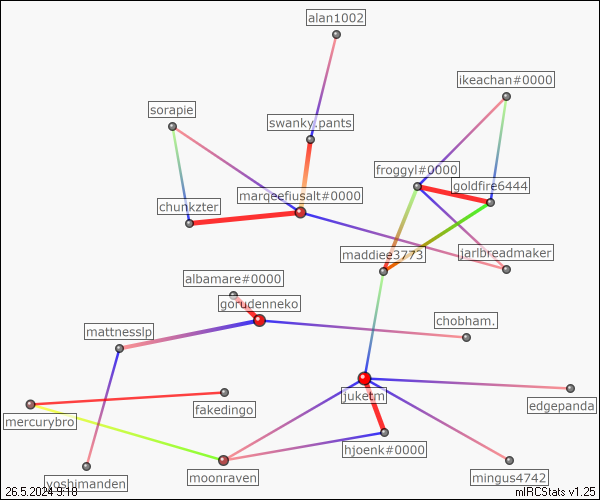 alan1002
ikeachan#0000
sorapie
swanky.pants
froggyl#0000
goldfire6444
marqeefiusalt#0000
chunkzter
maddiee3773
jarlbreadmaker
albamare#0000
gorudenneko
chobham.
mattnesslp
juketm
edgepanda
fakedingo
mercurybro
hjoenk#0000
yoshimanden
moonraven
mingus4742
26.5.2024 9:18
mIRCStats v1.25